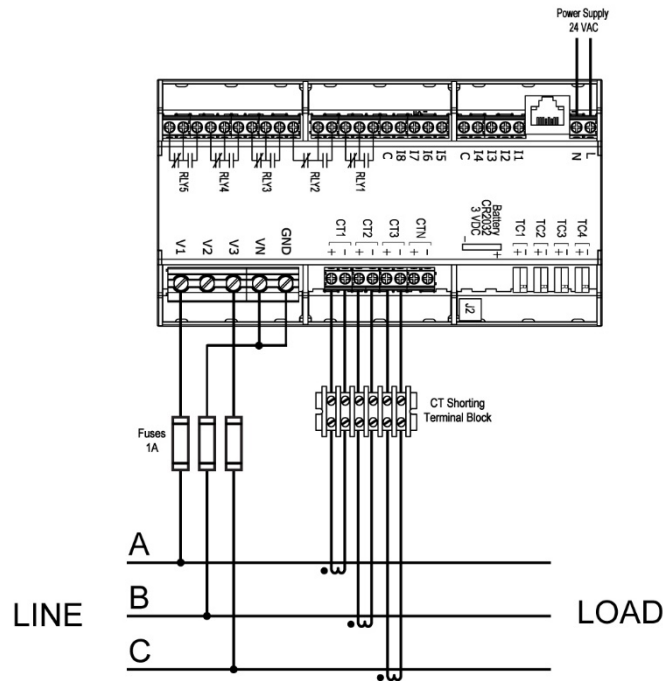 Power Supply
24 VAC
RLY5
RLY4
RLY3
RLY2
RLY1
C
I8
I7
I6
I5
C
I4
I3
I2
I1
N
L
V1
V2
V3
VN
GND
CT1
CT2
CT3
CTN
+ - + - + - + -
Battery
CR2032
3 VDC
- +
TC1
TC2
TC3
TC4
+ - + - + - + -
J2
CT Shorting
Terminal Block
Fuses
1A
A
LINE
B
LOAD
C